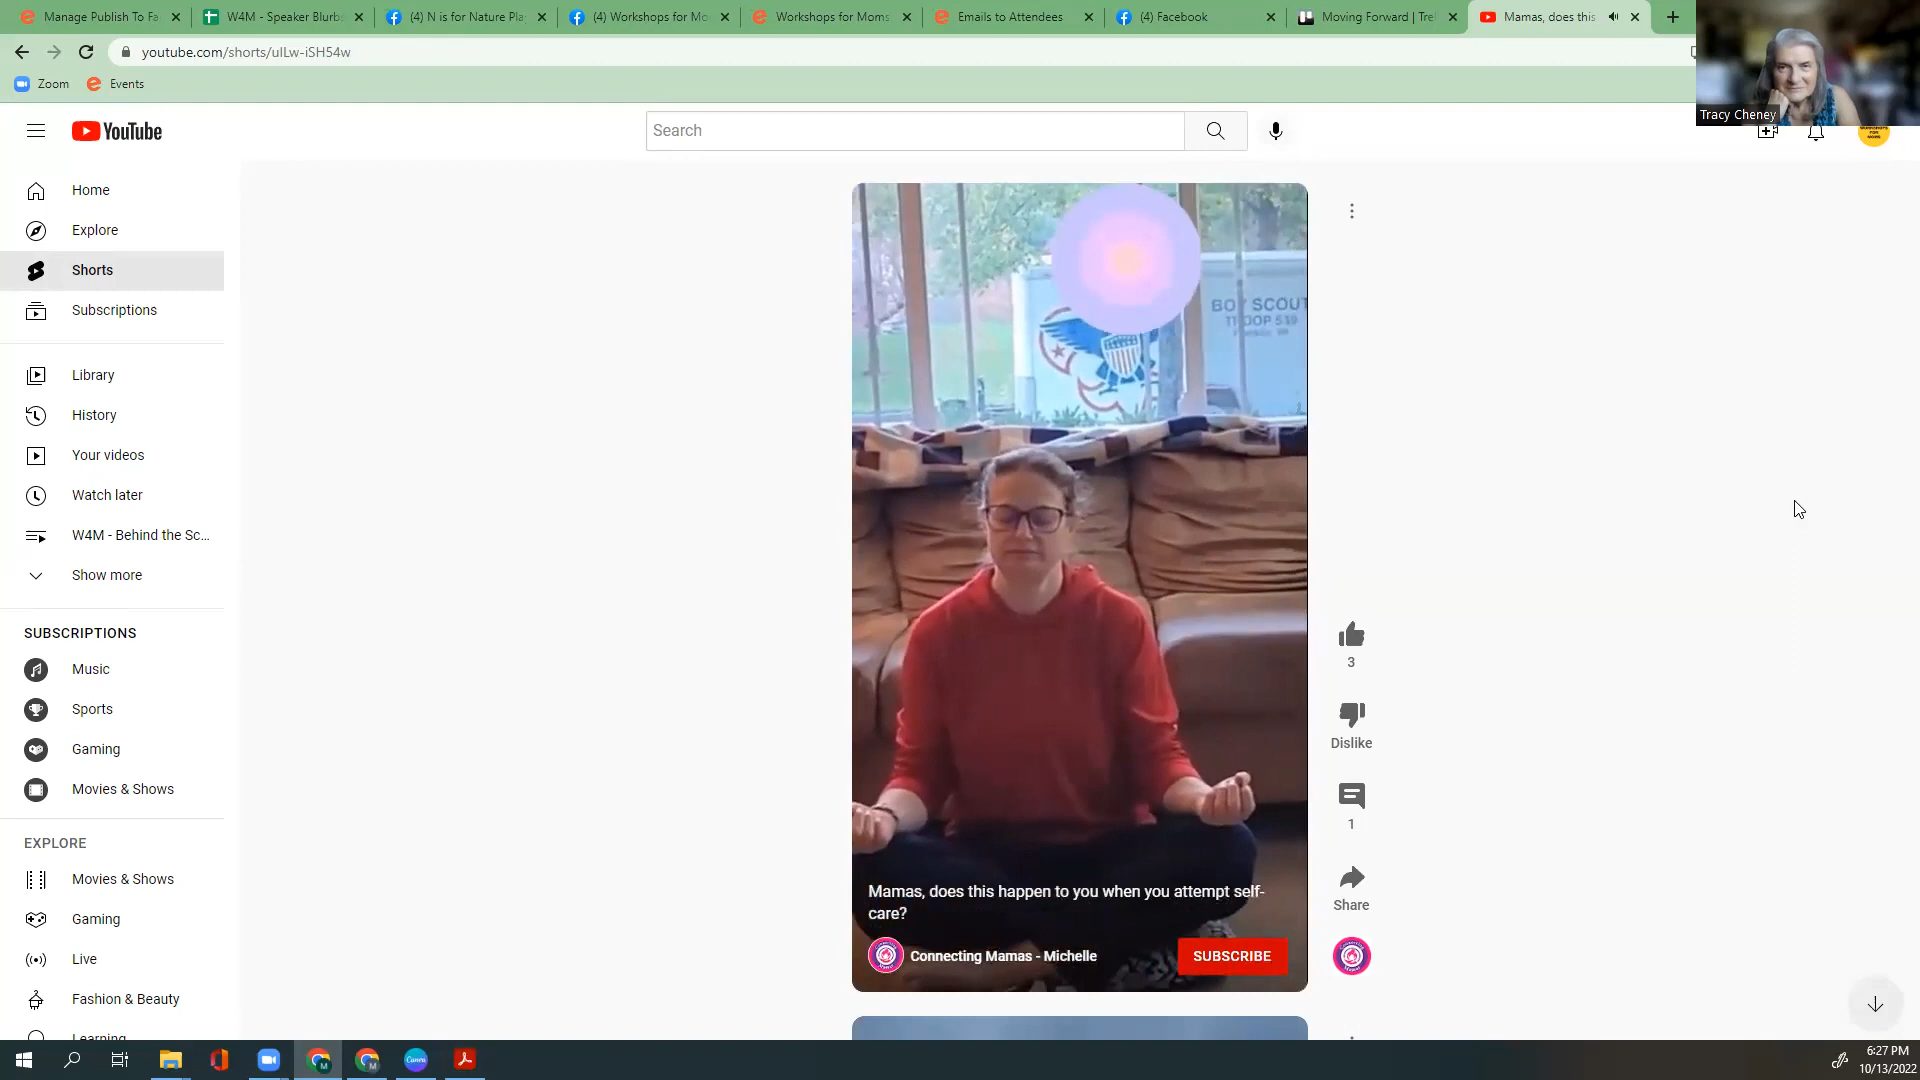 Manage Publish To Fa
W4M - Speaker Blurbs
(4) N is for Nature Pla
(4) Workshops for Mo
Workshops for Moms
Emails to Attendees
(4) Facebook
Moving Forward | Trel
Mamas, does this
youtube.com/shorts/uILw-iSH54w
Zoom
Events
Tracy Cheney
YouTube
Search
Home
Explore
Shorts
Subscriptions
Library
History
Your videos
Watch later
W4M - Behind the Sc...
Show more
SUBSCRIPTIONS
Music
Sports
Gaming
Movies & Shows
EXPLORE
Movies & Shows
Gaming
Live
Fashion & Beauty
Learning
BOY SCOUT
TROOP 539
3
Dislike
1
Share
Mamas, does this happen to you when you attempt self-
care?
Connecting Mamas - Michelle
SUBSCRIBE
6:27 PM
10/13/2022